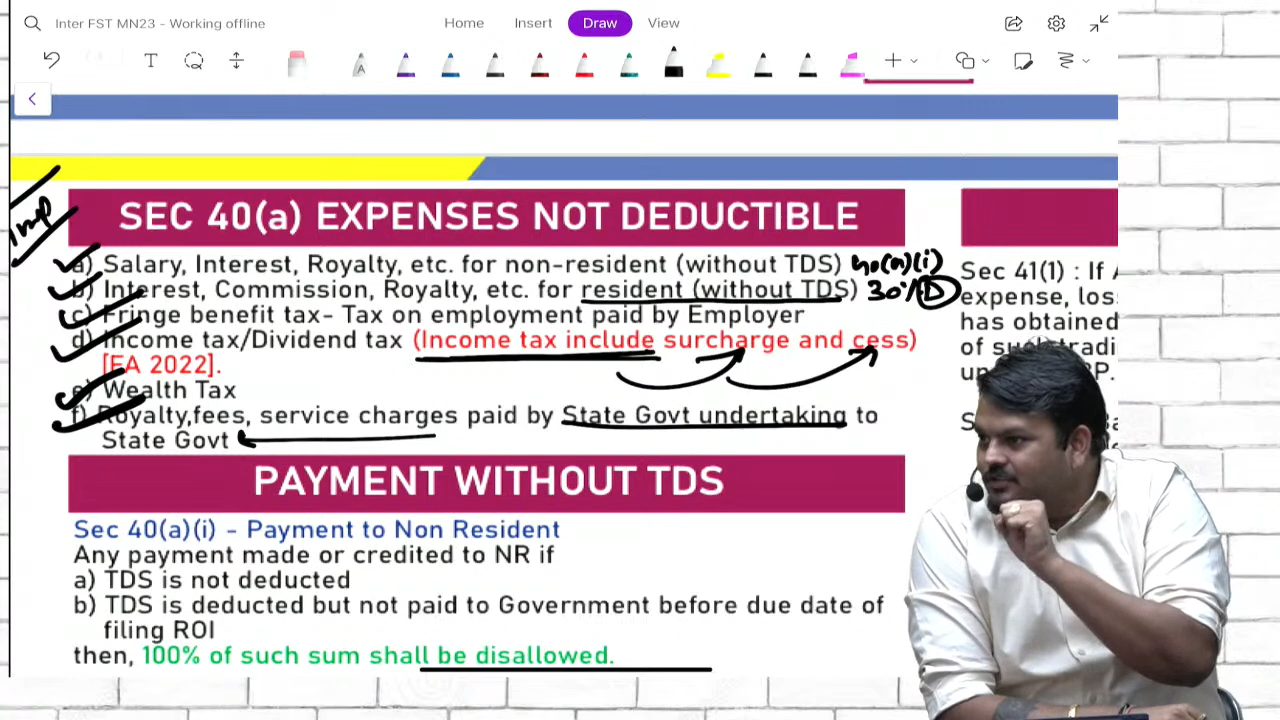 Inter FST MN23 - Working offline
Home Insert Draw View
SEC 40(a) EXPENSES NOT DEDUCTIBLE
Imp
a) Salary, Interest, Royalty, etc. for non-resident (without TDS) 40(a)(i)
b) Interest, Commission, Royalty, etc. for resident (without TDS) 30% D
c) Fringe benefit tax- Tax on employment paid by Employer
d) Income tax/Dividend tax (Income tax include surcharge and cess)
[FA 2022].
e) Wealth Tax
f) Royalty,fees, service charges paid by State Govt undertaking to
State Govt
PAYMENT WITHOUT TDS
Sec 40(a)(i) - Payment to Non Resident
Any payment made or credited to NR if
a) TDS is not deducted
b) TDS is deducted but not paid to Government before due date of
filing ROI
then, 100% of such sum shall be disallowed.
Sec 41(1) : If
expense, los
has obtained
of such tradi